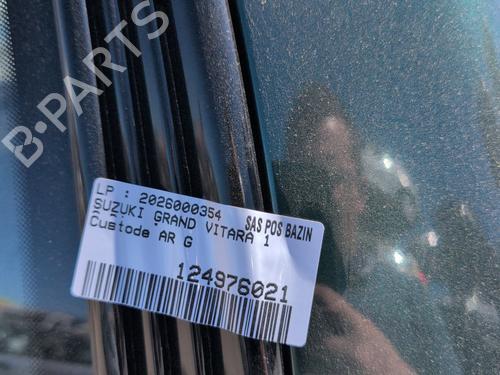 B-PARTS
LP : 2026000354
SUZUKI GRAND VITARA 1
SAS POS BAZIN
Custode AR G
124976021